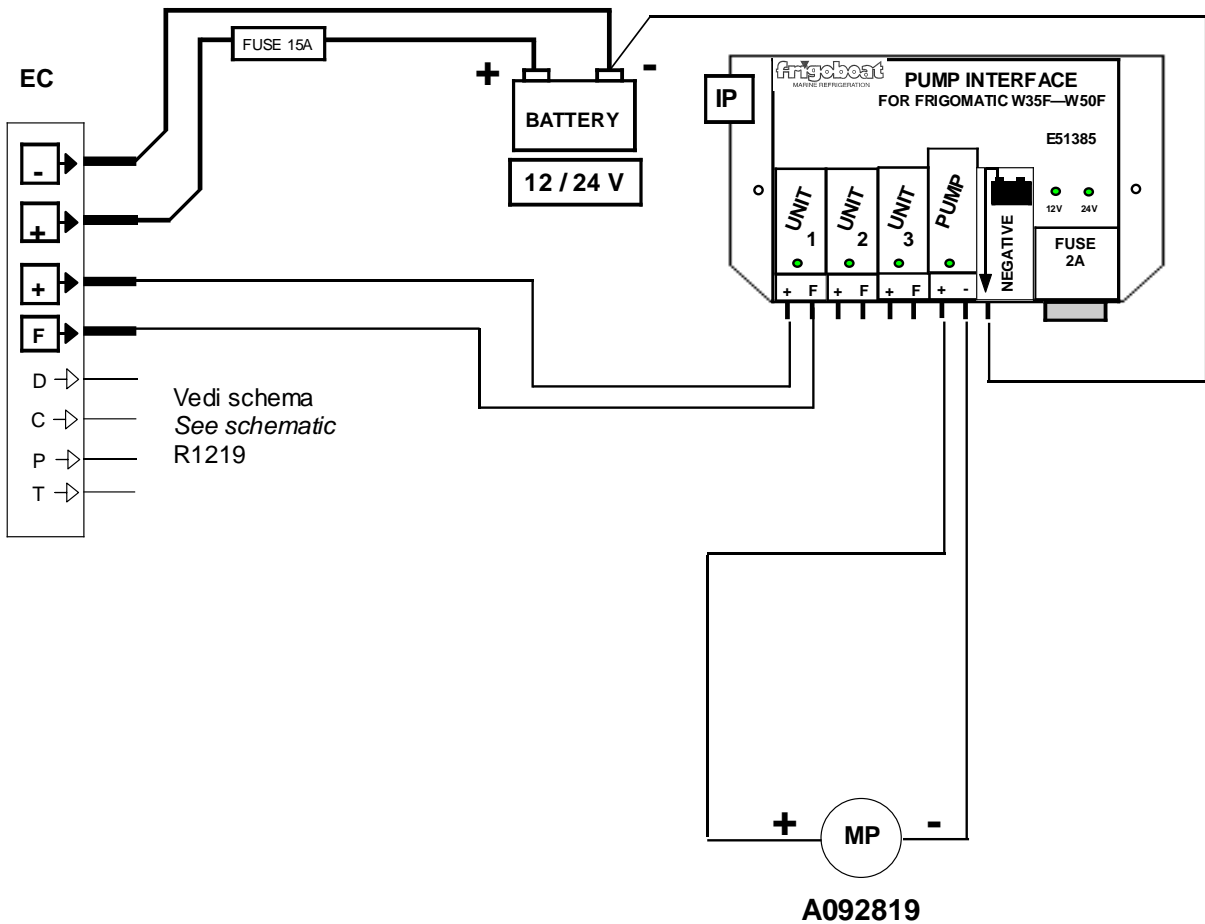 EC
-
+
+
F
D
C
P
T
FUSE 15A
+
-
BATTERY
12 / 24 V
Vedi schema
See schematic
R1219
IP
frigoboat
MARINE REFRIGERATION
PUMP INTERFACE
FOR FRIGOMATIC W35F—W50F
E51385
UNIT 1
UNIT 2
UNIT 3
PUMP
NEGATIVE
12V 24V
FUSE
2A
+ F + F + F + -
+ MP -
A092819